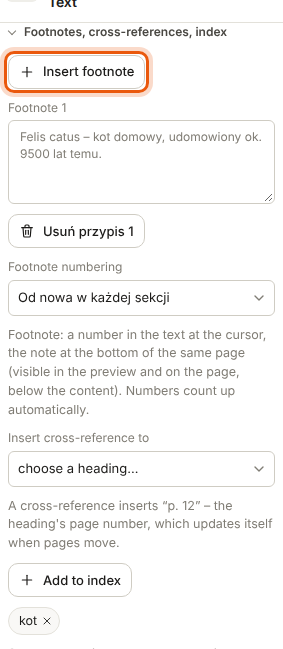 Text
Footnotes, cross-references, index
Insert footnote
Footnote 1
Felis catus – kot domowy, udomowiony ok.
9500 lat temu.
Usuń przypis 1
Footnote numbering
Od nowa w każdej sekcji
Footnote: a number in the text at the cursor,
the note at the bottom of the same page
(visible in the preview and on the page,
below the content). Numbers count up
automatically.
Insert cross-reference to
choose a heading...
A cross-reference inserts “p. 12” – the
heading's page number, which updates itself
when pages move.
Add to index
kot ×